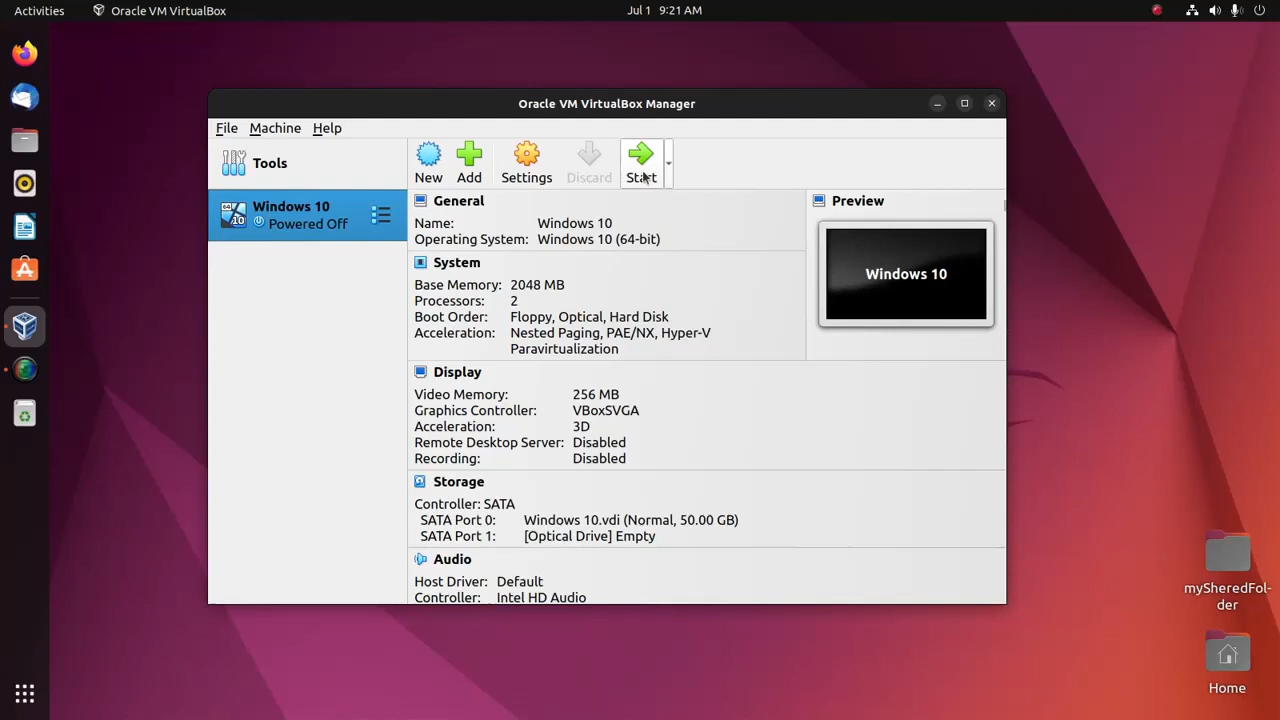 Activities
Oracle VM VirtualBox
Jul 1 9:21 AM
Oracle VM VirtualBox Manager
File Machine Help
Tools
New Add Settings Discard Start
Windows 10
Powered Off
General
Name: Windows 10
Operating System: Windows 10 (64-bit)
Preview
Windows 10
System
Base Memory: 2048 MB
Processors: 2
Boot Order: Floppy, Optical, Hard Disk
Acceleration: Nested Paging, PAE/NX, Hyper-V
Paravirtualization
Display
Video Memory: 256 MB
Graphics Controller: VBoxSVGA
Acceleration: 3D
Remote Desktop Server: Disabled
Recording: Disabled
Storage
Controller: SATA
SATA Port 0: Windows 10.vdi (Normal, 50.00 GB)
SATA Port 1: [Optical Drive] Empty
Audio
Host Driver: Default
Controller: Intel HD Audio
mySharedFol-
der
Home
64
10